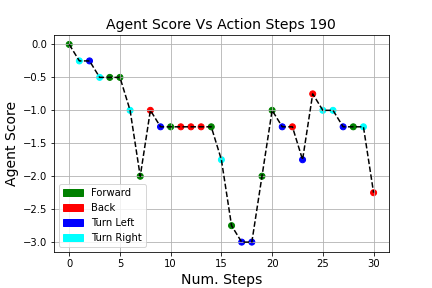 Agent Score Vs Action Steps 190
Agent Score
0.0
−0.5
−1.0
−1.5
−2.0
−2.5
−3.0
Forward
Back
Turn Left
Turn Right
0 5 10 15 20 25 30
Num. Steps